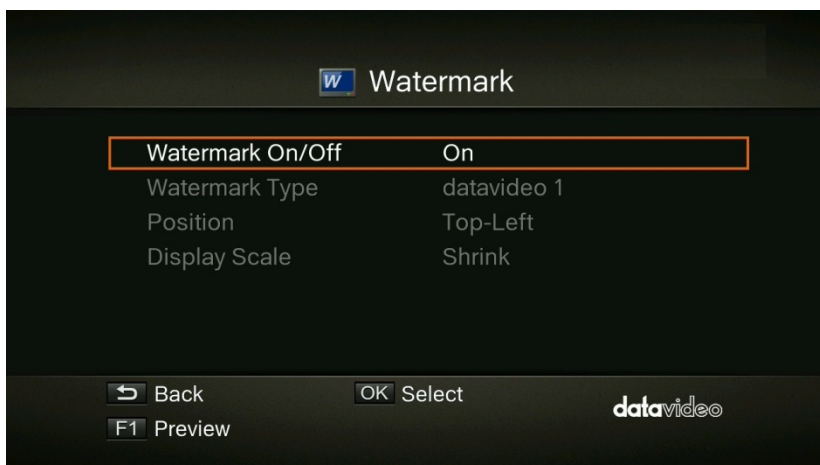 W Watermark
Watermark On/Off On
Watermark Type datavideo 1
Position Top-Left
Display Scale Shrink
Back OK Select
datavideo
F1 Preview